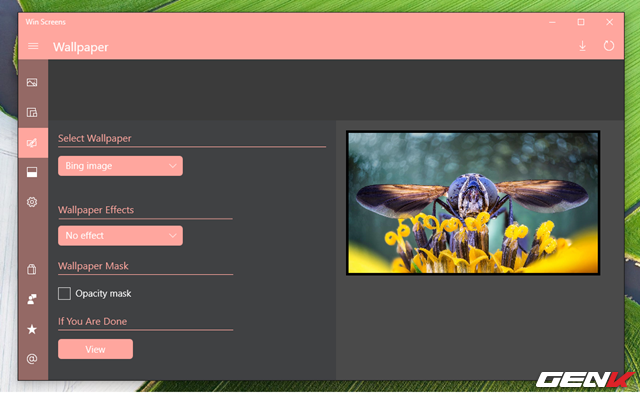 Win Screens
Wallpaper
Select Wallpaper
Bing image
Wallpaper Effects
No effect
Wallpaper Mask
Opacity mask
If You Are Done
View
@
GENK